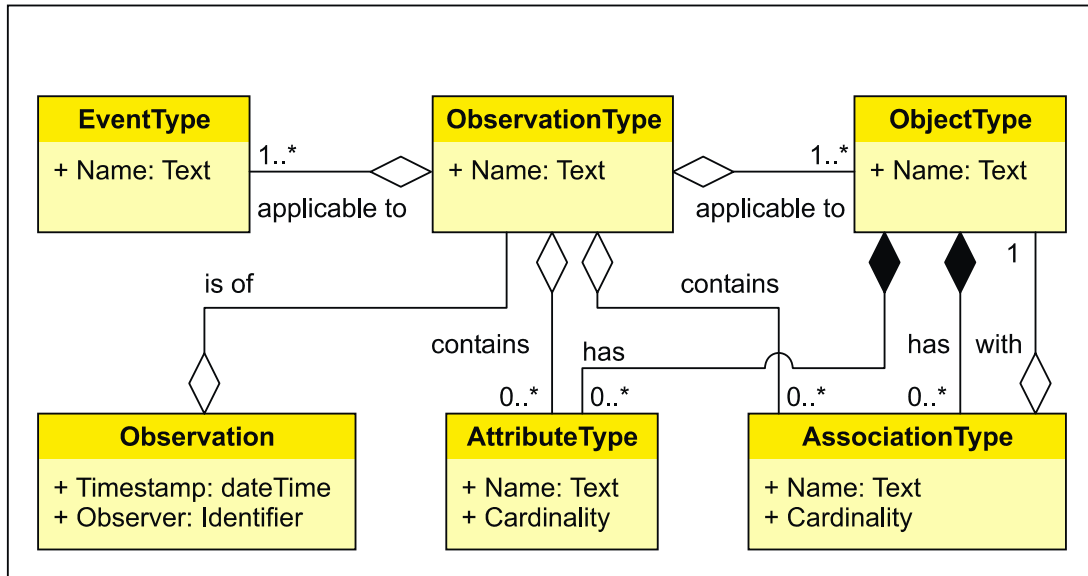 EventType
+ Name: Text
1..*
applicable to
ObservationType
+ Name: Text
1..*
applicable to
ObjectType
+ Name: Text
1
is of
contains
contains
has
has
with
0..*
0..*
0..*
0..*
Observation
+ Timestamp: dateTime
+ Observer: Identifier
AttributeType
+ Name: Text
+ Cardinality
AssociationType
+ Name: Text
+ Cardinality